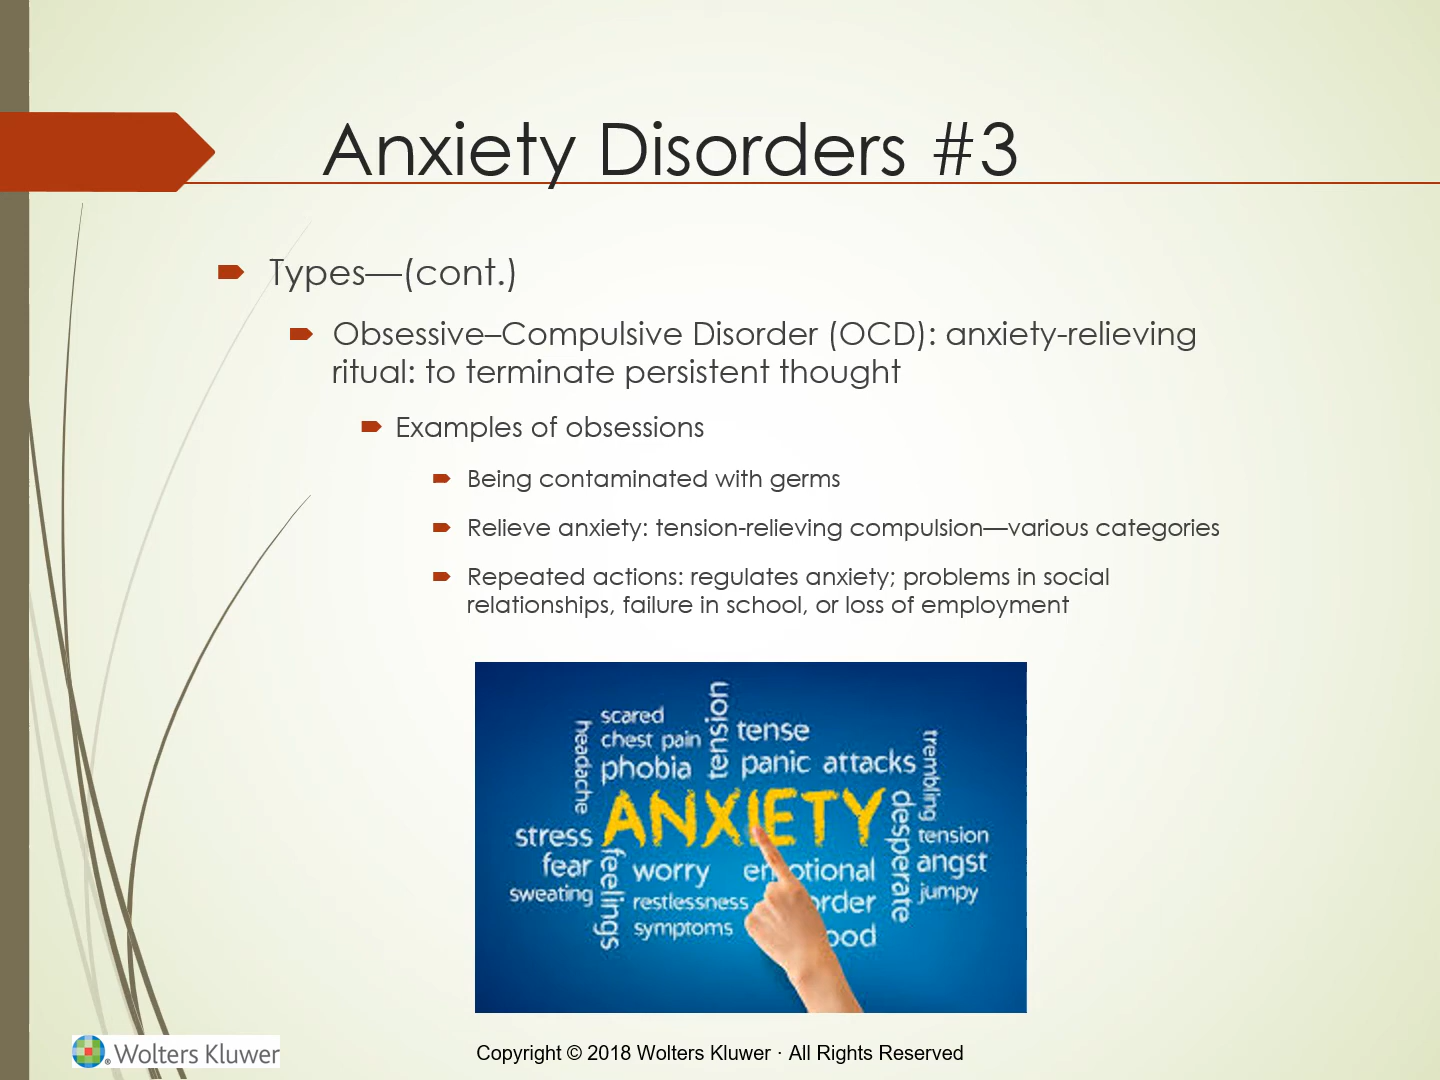 Anxiety Disorders #3
Types—(cont.)
Obsessive–Compulsive Disorder (OCD): anxiety-relieving
ritual: to terminate persistent thought
Examples of obsessions
Being contaminated with germs
Relieve anxiety: tension-relieving compulsion—various categories
Repeated actions: regulates anxiety; problems in social
relationships, failure in school, or loss of employment
scared
headache
chest pain
tension
tense
phobia
panic attacks
trembling
ANXIETY
stress
desperate
tension
fear
feelings
worry
angst
sweating
restlessness
jumpy
symptoms
Wolters Kluwer
Copyright © 2018 Wolters Kluwer · All Rights Reserved